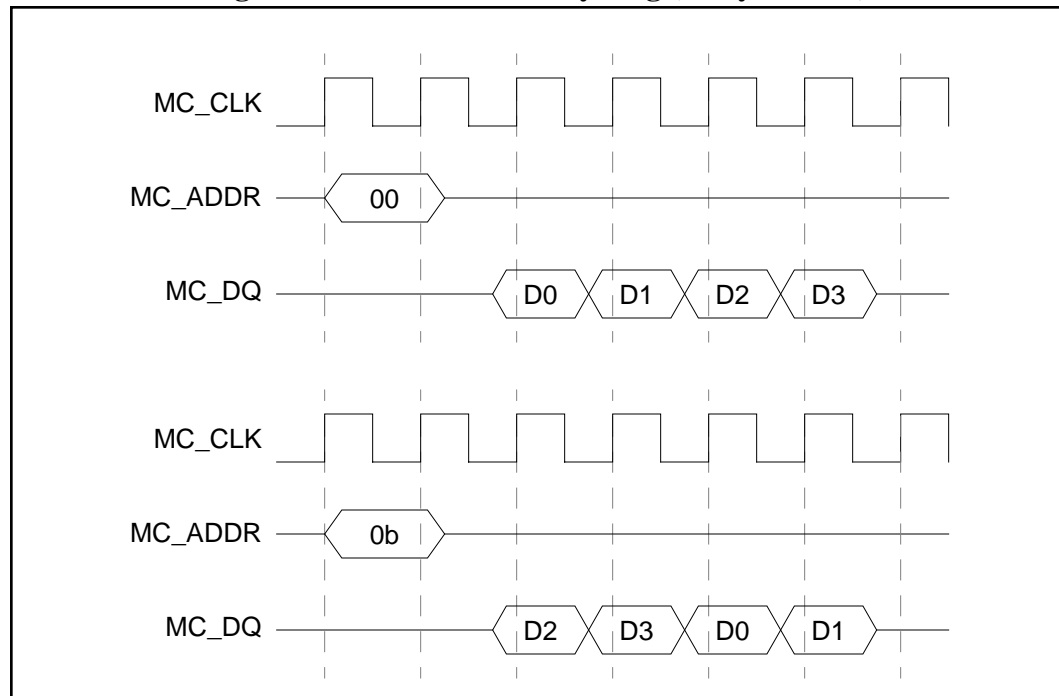 MC_CLK
MC_ADDR 00
MC_DQ D0 D1 D2 D3
MC_CLK
MC_ADDR 0b
MC_DQ D2 D3 D0 D1